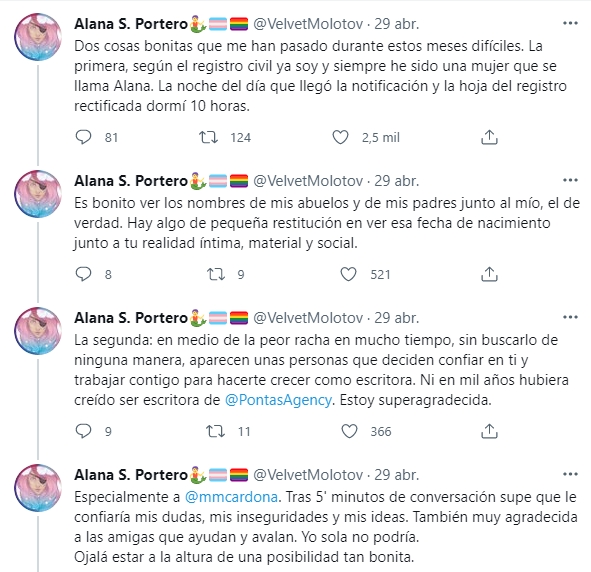 Alana S. Portero🧜🏻‍♀️🏳️‍⚧️🏳️‍🌈 @VelvetMolotov · 29 abr.
Dos cosas bonitas que me han pasado durante estos meses difíciles. La
primera, según el registro civil ya soy y siempre he sido una mujer que se
llama Alana. La noche del día que llegó la notificación y la hoja del registro
rectificada dormí 10 horas.
81 124 2,5 mil
Alana S. Portero🧜🏻‍♀️🏳️‍⚧️🏳️‍🌈 @VelvetMolotov · 29 abr.
Es bonito ver los nombres de mis abuelos y de mis padres junto al mío, el de
verdad. Hay algo de pequeña restitución en ver esa fecha de nacimiento
junto a tu realidad íntima, material y social.
8 9 521
Alana S. Portero🧜🏻‍♀️🏳️‍⚧️🏳️‍🌈 @VelvetMolotov · 29 abr.
La segunda: en medio de la peor racha en mucho tiempo, sin buscarlo de
ninguna manera, aparecen unas personas que deciden confiar en ti y
trabajar contigo para hacerte crecer como escritora. Ni en mil años hubiera
creído ser escritora de @PontasAgency. Estoy superagradecida.
9 11 366
Alana S. Portero🧜🏻‍♀️🏳️‍⚧️🏳️‍🌈 @VelvetMolotov · 29 abr.
Especialmente a @mmcardona. Tras 5' minutos de conversación supe que le
confiaría mis dudas, mis inseguridades y mis ideas. También muy agradecida
a las amigas que ayudan y avalan. Yo sola no podría.
Ojalá estar a la altura de una posibilidad tan bonita.